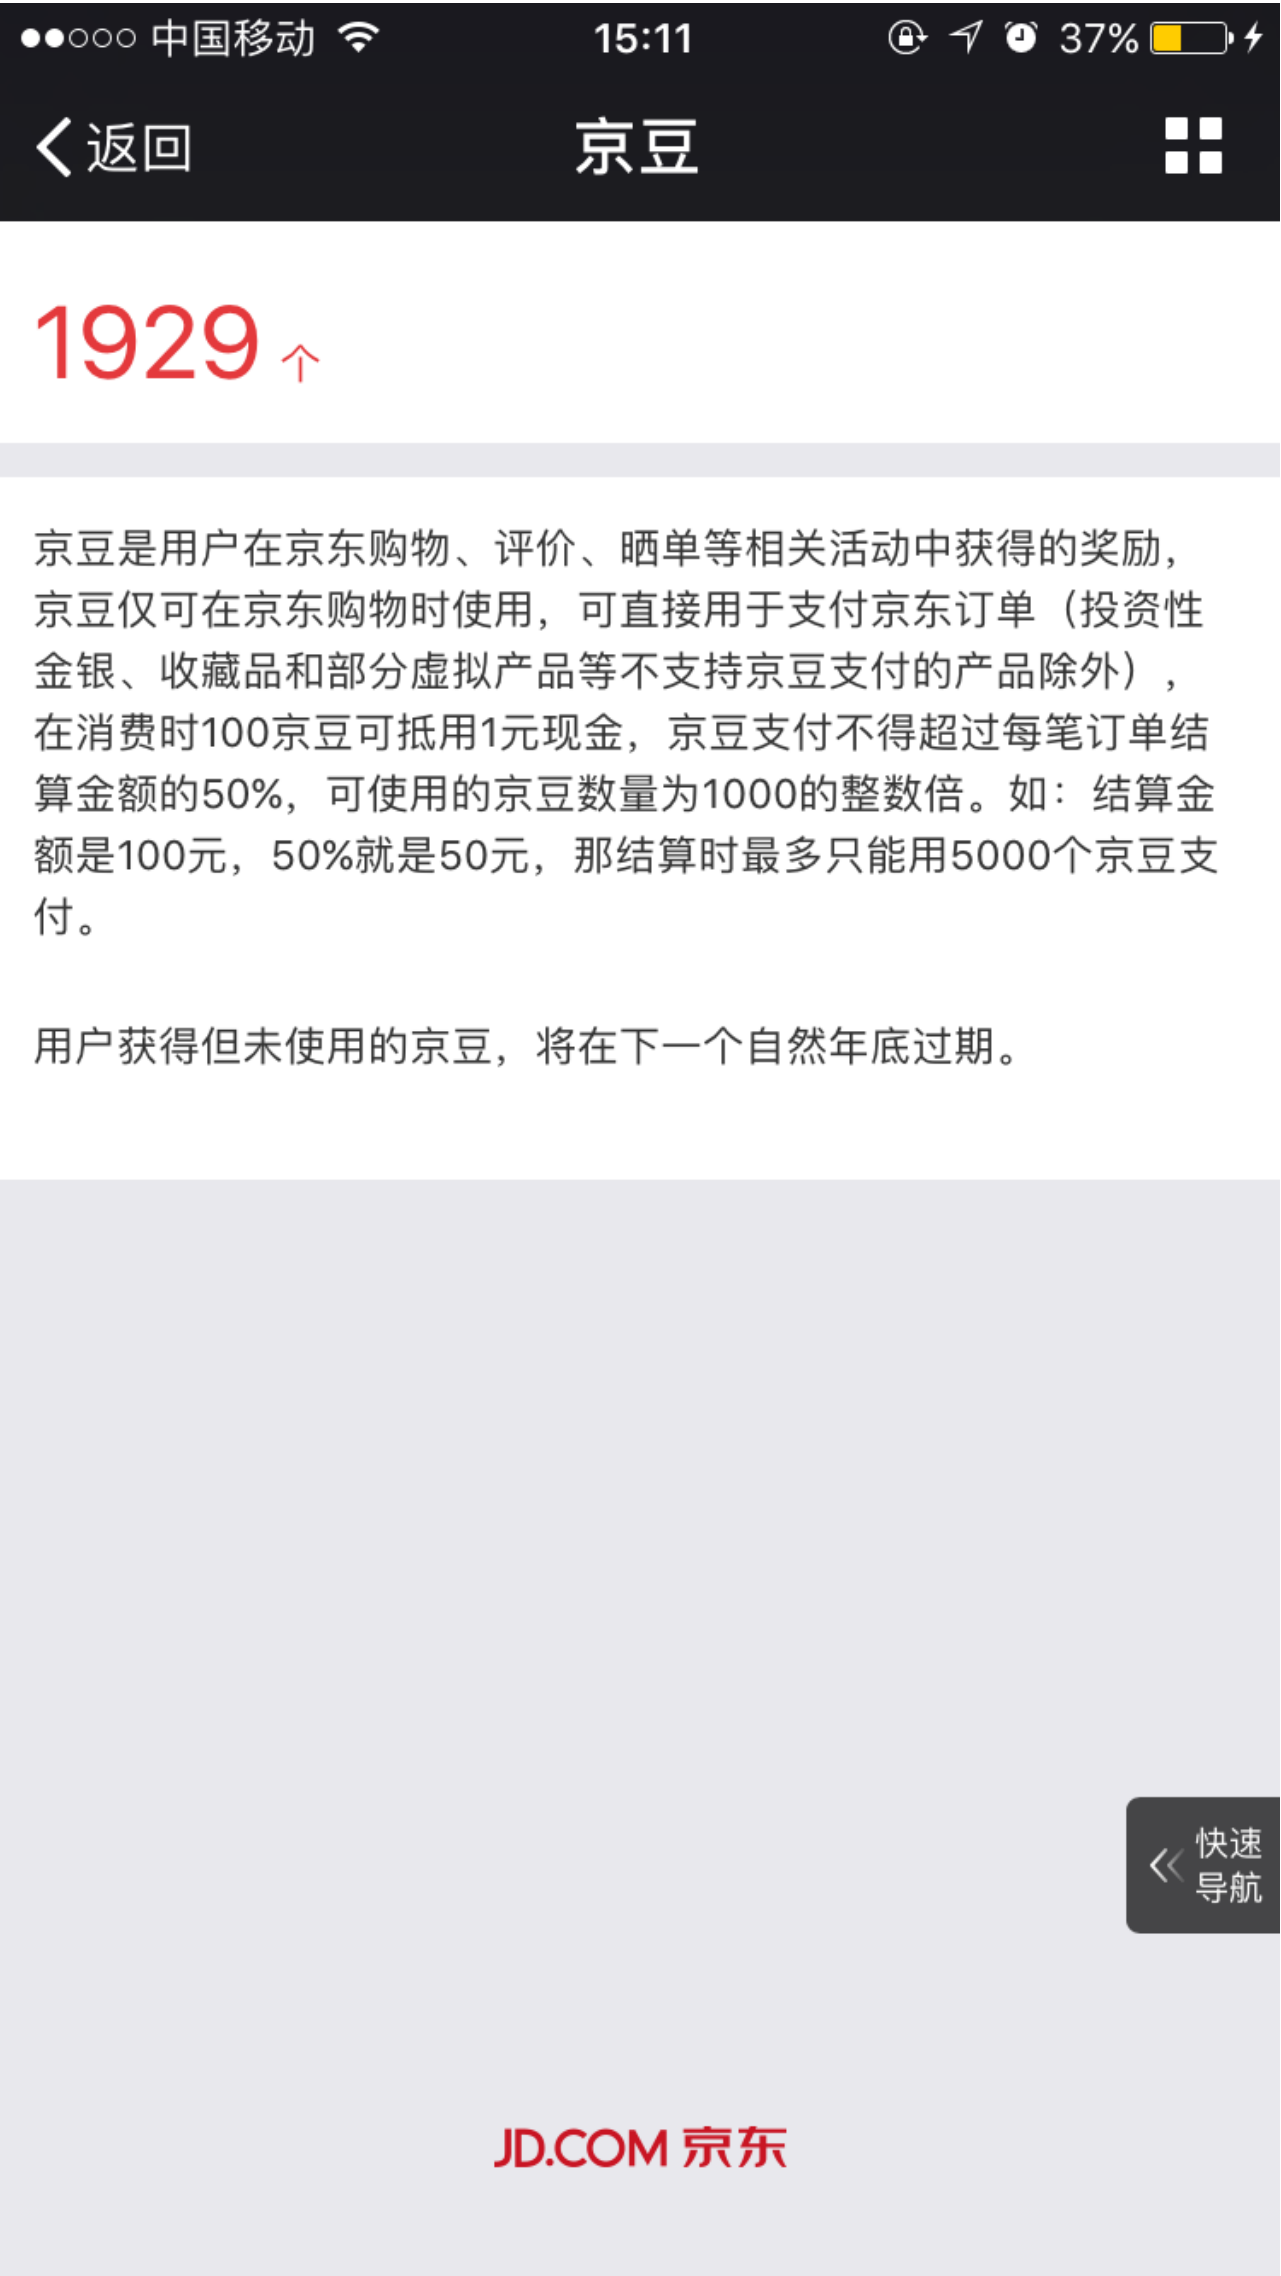 中国移动 15:11 37%
返回 京豆
1929 个
京豆是用户在京东购物、评价、晒单等相关活动中获得的奖励，
京豆仅可在京东购物时使用，可直接用于支付京东订单（投资性
金银、收藏品和部分虚拟产品等不支持京豆支付的产品除外），
在消费时100京豆可抵用1元现金，京豆支付不得超过每笔订单结
算金额的50%，可使用的京豆数量为1000的整数倍。如：结算金
额是100元，50%就是50元，那结算时最多只能用5000个京豆支
付。
用户获得但未使用的京豆，将在下一个自然年底过期。
快速
导航
JD.COM 京东